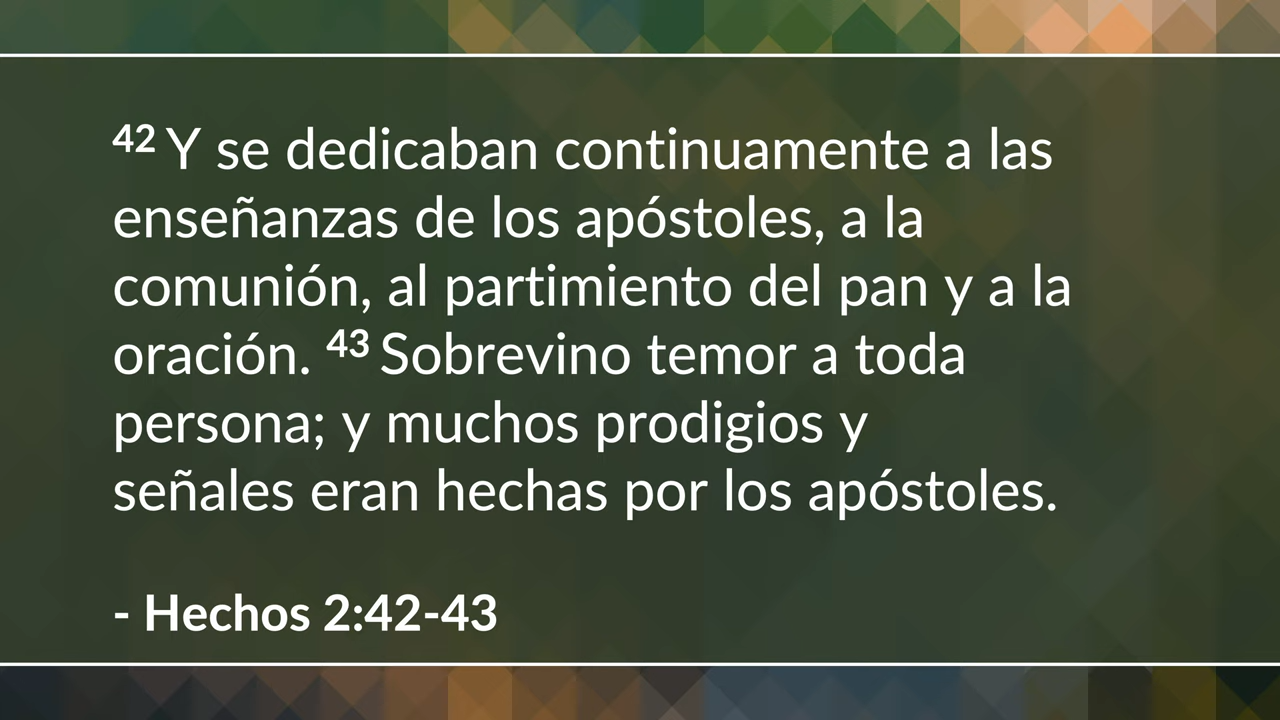 42 Y se dedicaban continuamente a las
enseñanzas de los apóstoles, a la
comunión, al partimiento del pan y a la
oración. 43 Sobrevino temor a toda
persona; y muchos prodigios y
señales eran hechas por los apóstoles.
- Hechos 2:42-43